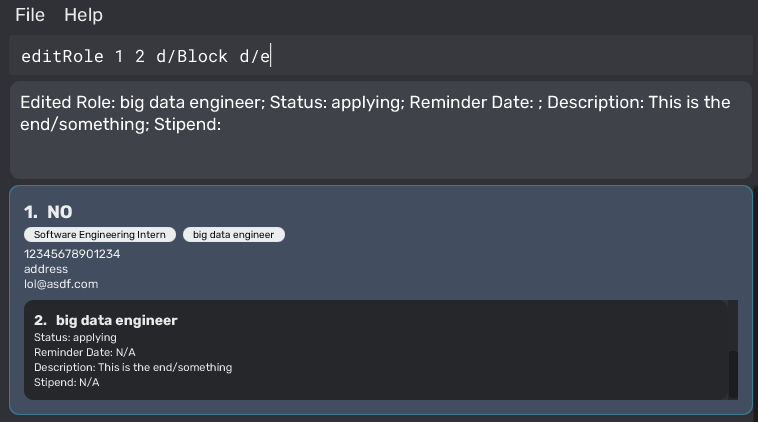 File Help
editRole 1 2 d/Block d/e
Edited Role: big data engineer; Status: applying; Reminder Date: ; Description: This is the
end/something; Stipend:
1. NO
Software Engineering Intern big data engineer
12345678901234
address
lol@asdf.com
2. big data engineer
Status: applying
Reminder Date: N/A
Description: This is the end/something
Stipend: N/A